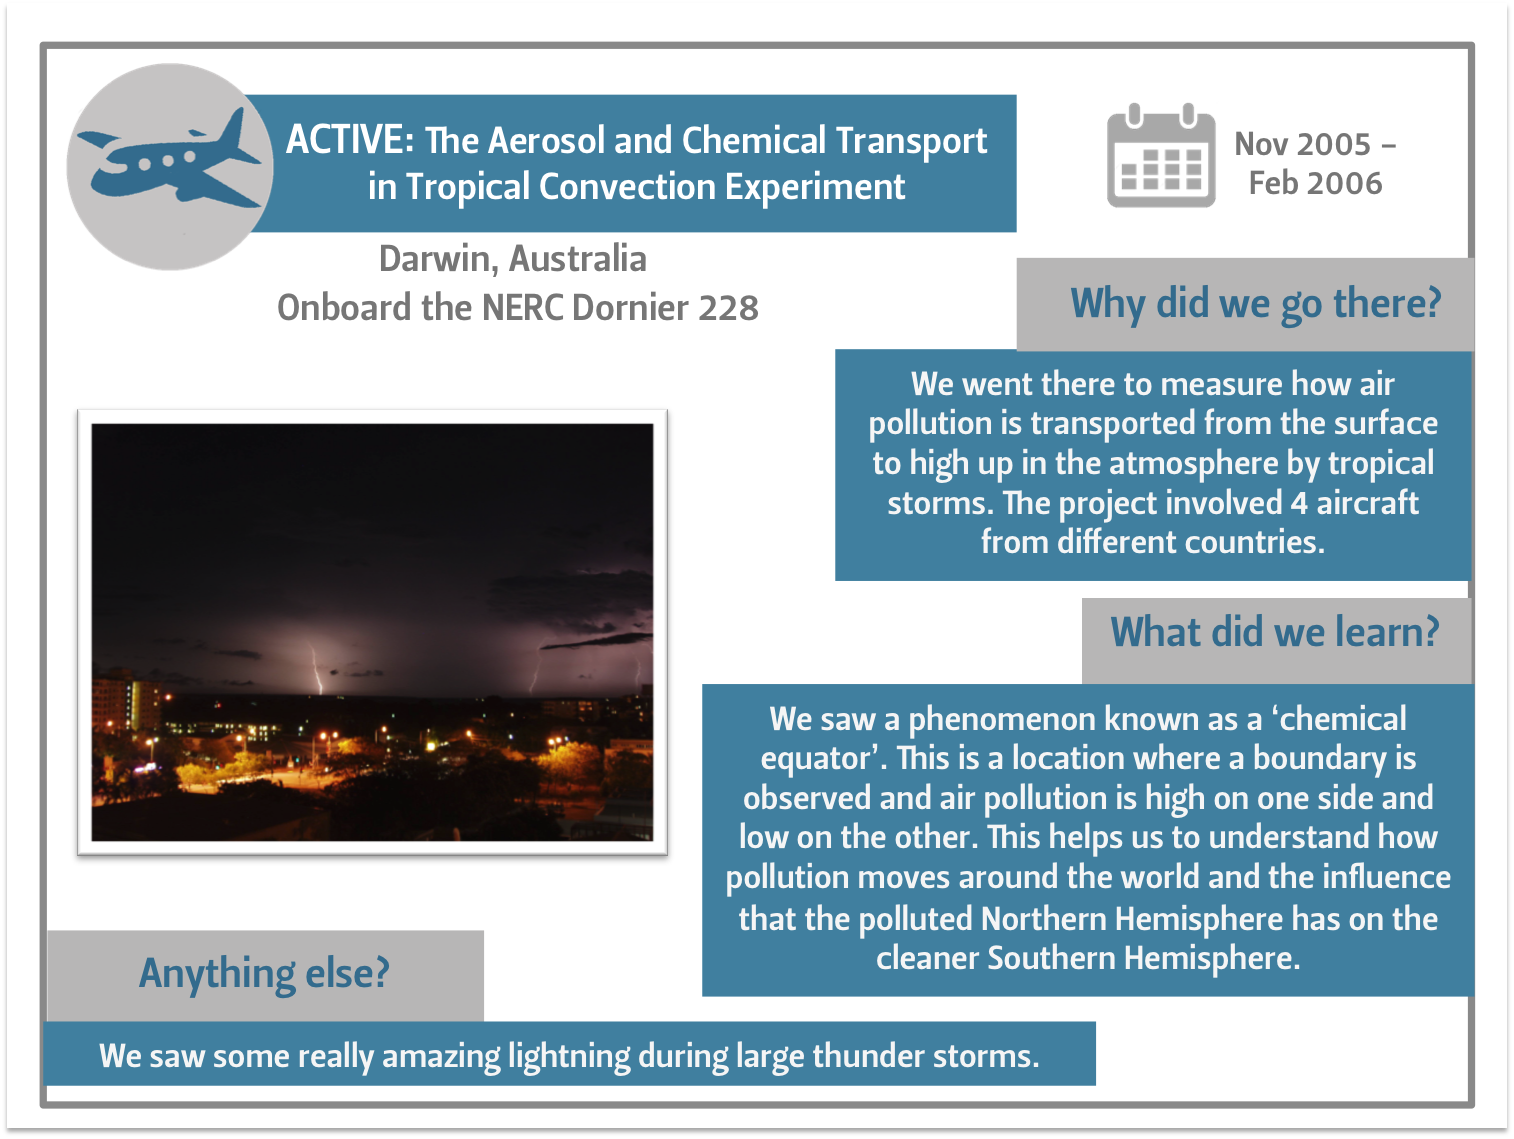 ACTIVE: The Aerosol and Chemical Transport
in Tropical Convection Experiment
Nov 2005 –
Feb 2006
Darwin, Australia
Onboard the NERC Dornier 228
Why did we go there?
We went there to measure how air
pollution is transported from the surface
to high up in the atmosphere by tropical
storms. The project involved 4 aircraft
from different countries.
What did we learn?
We saw a phenomenon known as a ‘chemical
equator’. This is a location where a boundary is
observed and air pollution is high on one side and
low on the other. This helps us to understand how
pollution moves around the world and the influence
that the polluted Northern Hemisphere has on the
cleaner Southern Hemisphere.
Anything else?
We saw some really amazing lightning during large thunder storms.